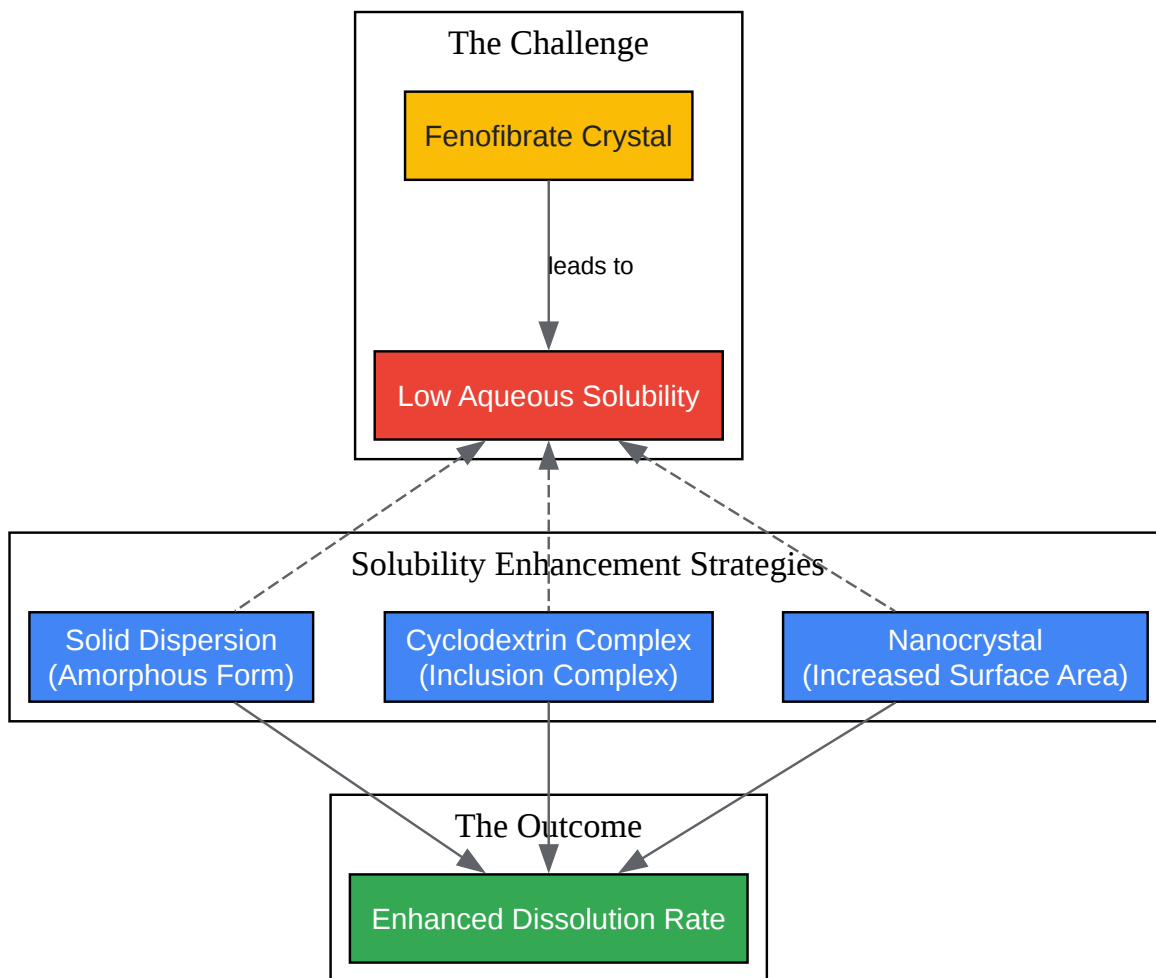 The Challenge
Fenofibrate Crystal
leads to
Low Aqueous Solubility
Solubility Enhancement Strategies
Solid Dispersion
(Amorphous Form)
Cyclodextrin Complex
(Inclusion Complex)
Nanocrystal
(Increased Surface Area)
The Outcome
Enhanced Dissolution Rate